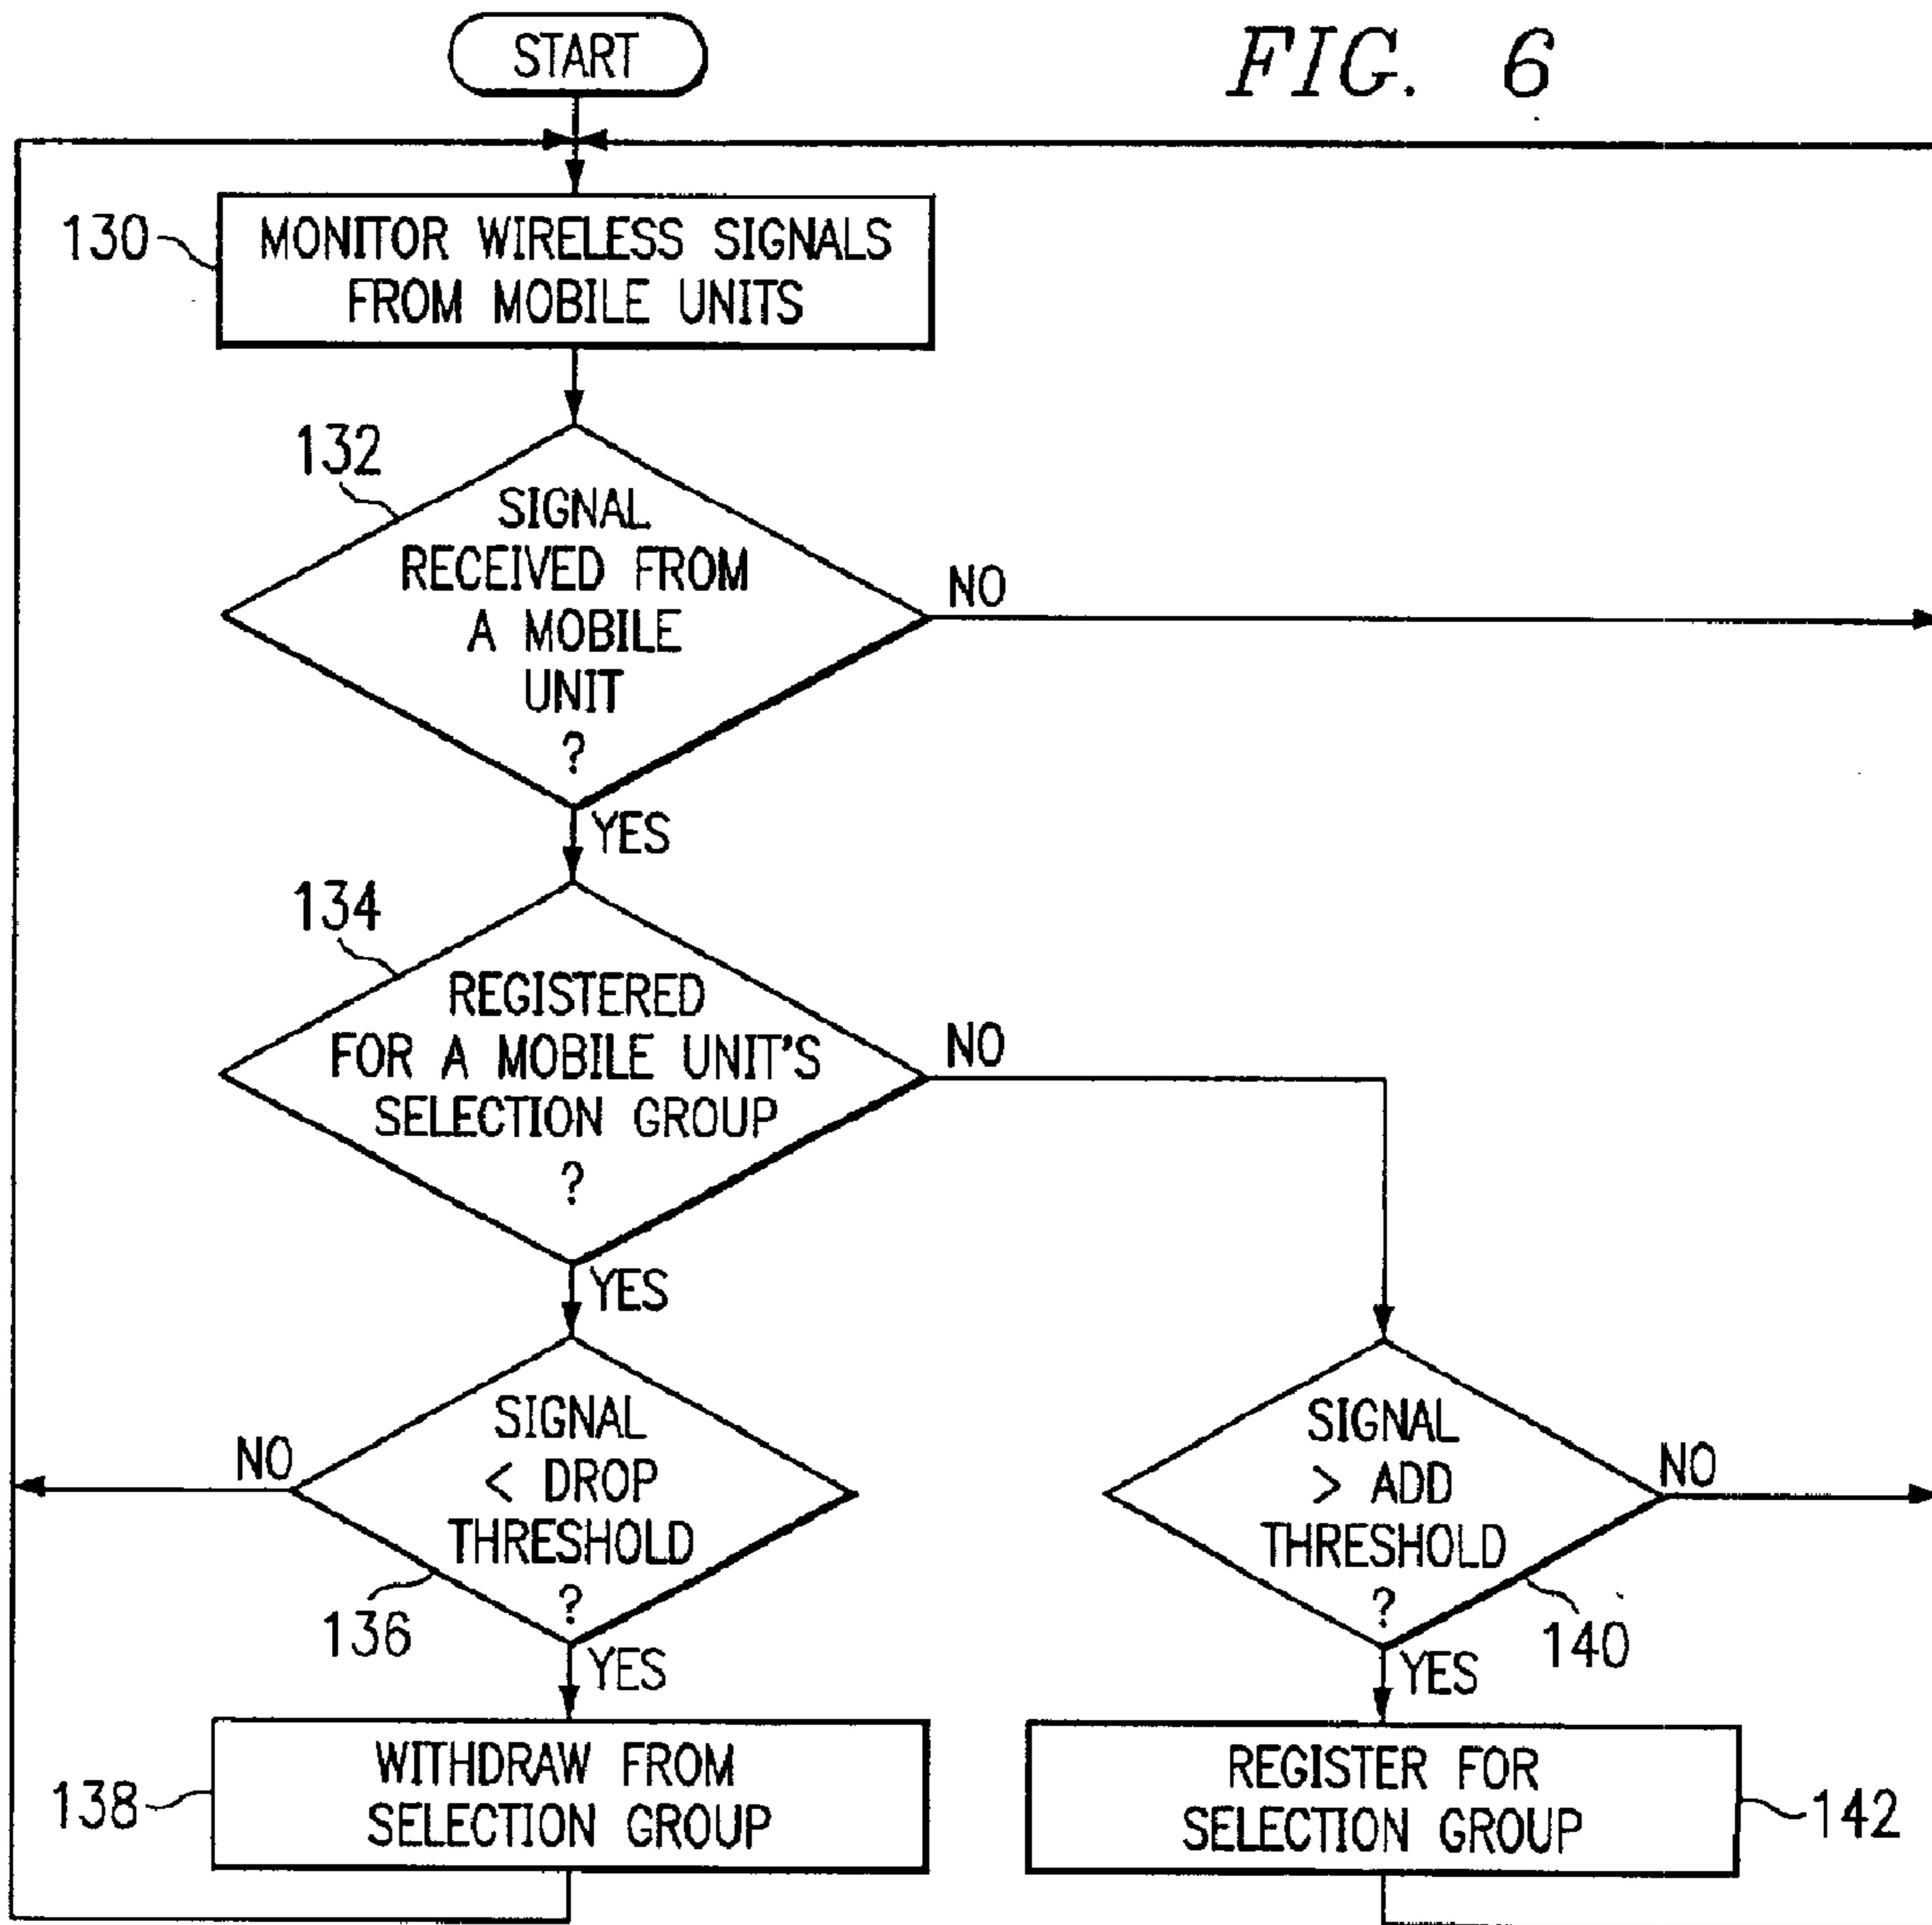 START
FIG. 6
130
MONITOR WIRELESS SIGNALS
FROM MOBILE UNITS
132
SIGNAL
RECEIVED FROM
A MOBILE
UNIT
?
NO
YES
134
REGISTERED
FOR A MOBILE UNIT'S
SELECTION GROUP
?
NO
YES
SIGNAL
< DROP
THRESHOLD
?
NO
136
YES
SIGNAL
> ADD
THRESHOLD
?
NO
140
YES
138
WITHDRAW FROM
SELECTION GROUP
REGISTER FOR
SELECTION GROUP
142